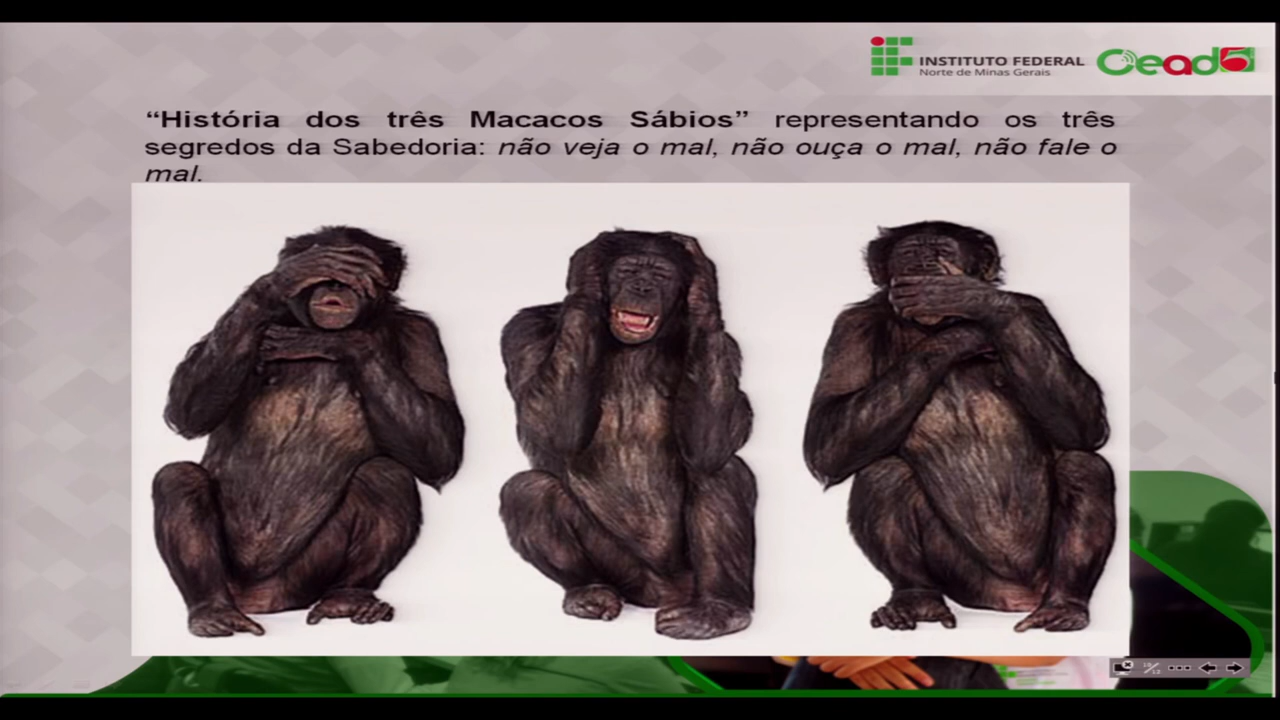 INSTITUTO FEDERAL
Norte de Minas Gerais
Cead5
“História dos três Macacos Sábios” representando os três
segredos da Sabedoria: não veja o mal, não ouça o mal, não fale o
mal.